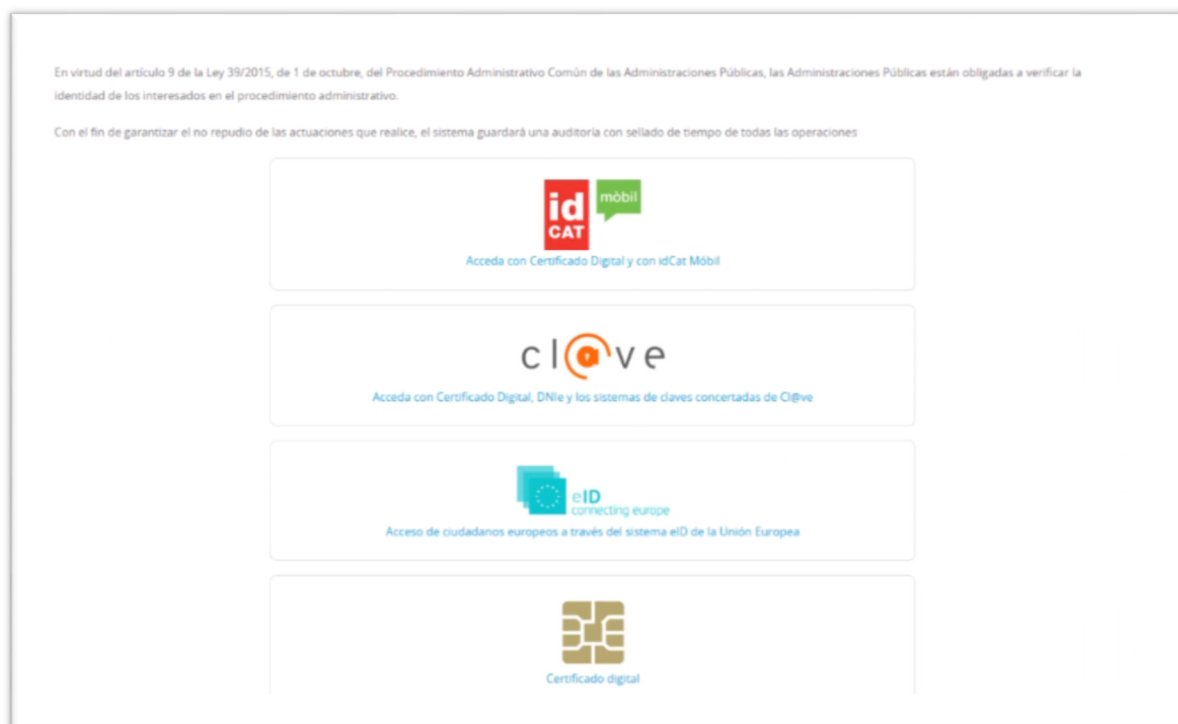 En virtud del artículo 9 de la Ley 39/2015, de 1 de octubre, del Procedimiento Administrativo Común de las Administraciones Públicas, las Administraciones Públicas están obligadas a verificar la
identidad de los interesados en el procedimiento administrativo.
Con el fin de garantizar el no repudio de las actuaciones que realice, el sistema guardará una auditoría con sellado de tiempo de todas las operaciones
id
CAT
mòbil
Acceda con Certificado Digital y con idCat Móbil
cl@ve
Acceda con Certificado Digital, DNIe y los sistemas de claves concertadas de Cl@ve
eID
connecting europe
Acceso de ciudadanos europeos a través del sistema eID de la Unión Europea
Certificado digital